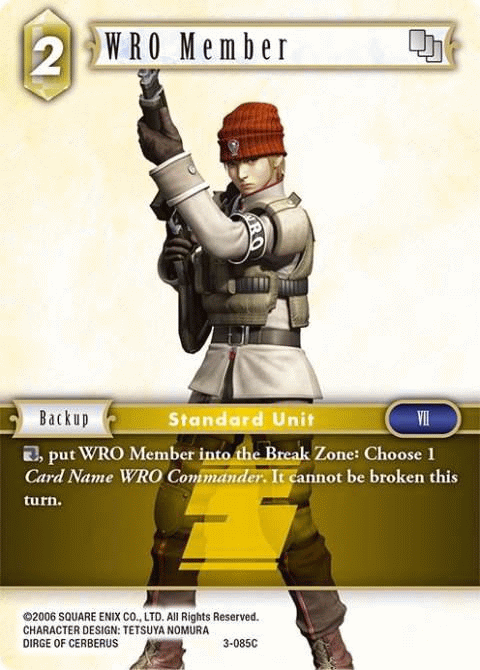 2
WRO Member
WRO
Backup
Standard Unit
VII
, put WRO Member into the Break Zone: Choose 1
Card Name WRO Commander. It cannot be broken this
turn.
©2006 SQUARE ENIX CO., LTD. All Rights Reserved.
CHARACTER DESIGN: TETSUYA NOMURA
DIRGE OF CERBERUS 3-085C